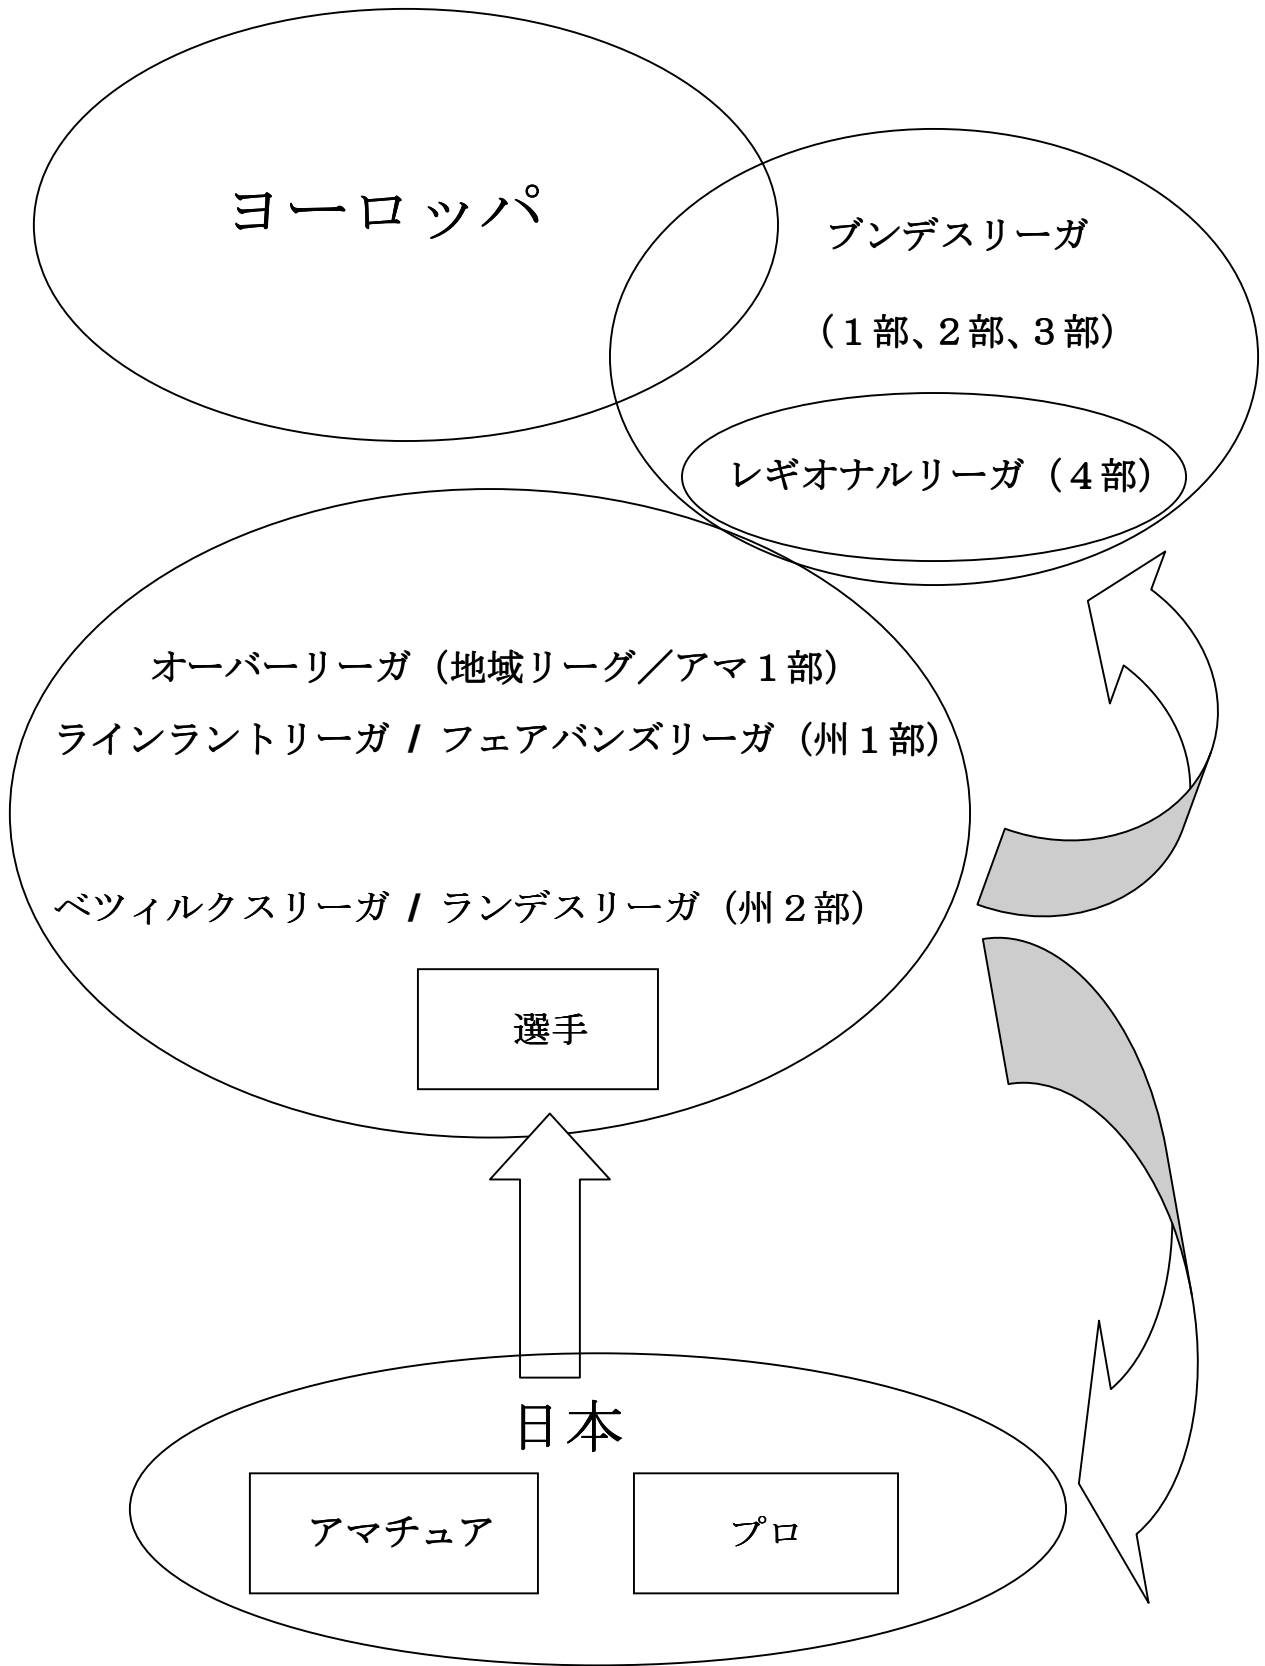 ヨーロッパ
ブンデスリーガ
（１部、２部、３部）
レギオナルリーガ（４部）
オーバーリーガ（地域リーグ／アマ１部）
ラインラントリーガ / フェアバンズリーガ（州１部）
ベツィルクスリーガ / ランデスリーガ（州２部）
選手
日本
アマチュア
プロ